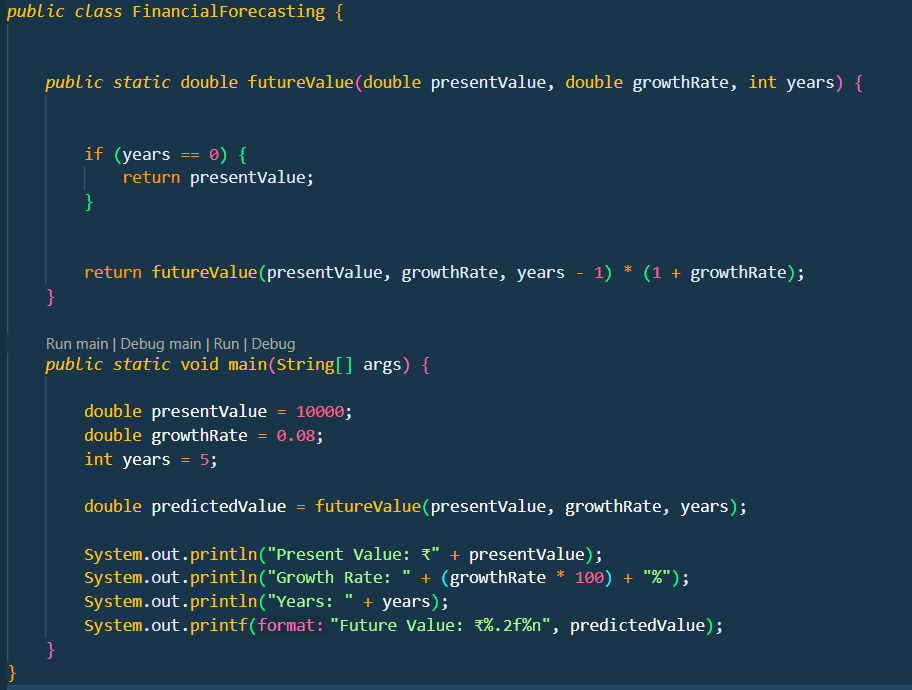 public class FinancialForecasting {
public static double futureValue(double presentValue, double growthRate, int years) {
if (years == 0) {
return presentValue;
}
return futureValue(presentValue, growthRate, years - 1) * (1 + growthRate);
}
Run main | Debug main | Run | Debug
public static void main(String[] args) {
double presentValue = 10000;
double growthRate = 0.08;
int years = 5;
double predictedValue = futureValue(presentValue, growthRate, years);
System.out.println("Present Value: ₹" + presentValue);
System.out.println("Growth Rate: " + (growthRate * 100) + "%");
System.out.println("Years: " + years);
System.out.printf(format: "Future Value: ₹%.2f%n", predictedValue);
}
}